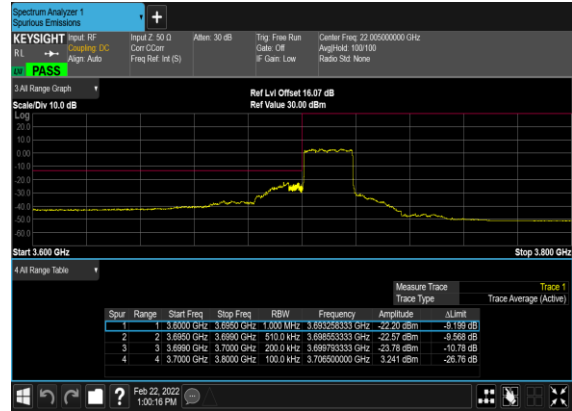 Spectrum Analyzer 1
Spurious Emissions
KEYSIGHT Input: RF Input Z: 50 Ω Atten: 30 dB Trig: Free Run Center Freq: 22.005000000 GHz
RL Coupling: DC Corr CCorr Gate: Off Avg|Hold: 100/100
Align: Auto Freq Ref: Int (S) IF Gain: Low Radio Std: None
PASS
3 All Range Graph
Ref Lvl Offset 16.07 dB
Scale/Div 10.0 dB Ref Value 30.00 dBm
Log
20.0
10.0
0.00
-10.0
-20.0
-30.0
-40.0
-50.0
-60.0
Start 3.600 GHz Stop 3.800 GHz
4 All Range Table
Measure Trace Trace 1
Trace Type Trace Average (Active)
Spur Range Start Freq Stop Freq RBW Frequency Amplitude ΔLimit
1 1 3.6000 GHz 3.6950 GHz 1.000 MHz 3.693258333 GHz -22.20 dBm -9.199 dB
2 2 3.6950 GHz 3.6990 GHz 510.0 kHz 3.698553333 GHz -22.57 dBm -9.568 dB
3 3 3.6990 GHz 3.7000 GHz 200.0 kHz 3.699793333 GHz -23.78 dBm -10.78 dB
4 4 3.7000 GHz 3.8000 GHz 100.0 kHz 3.706500000 GHz 3.241 dBm -26.76 dB
? Feb 22, 2022
1:00:16 PM